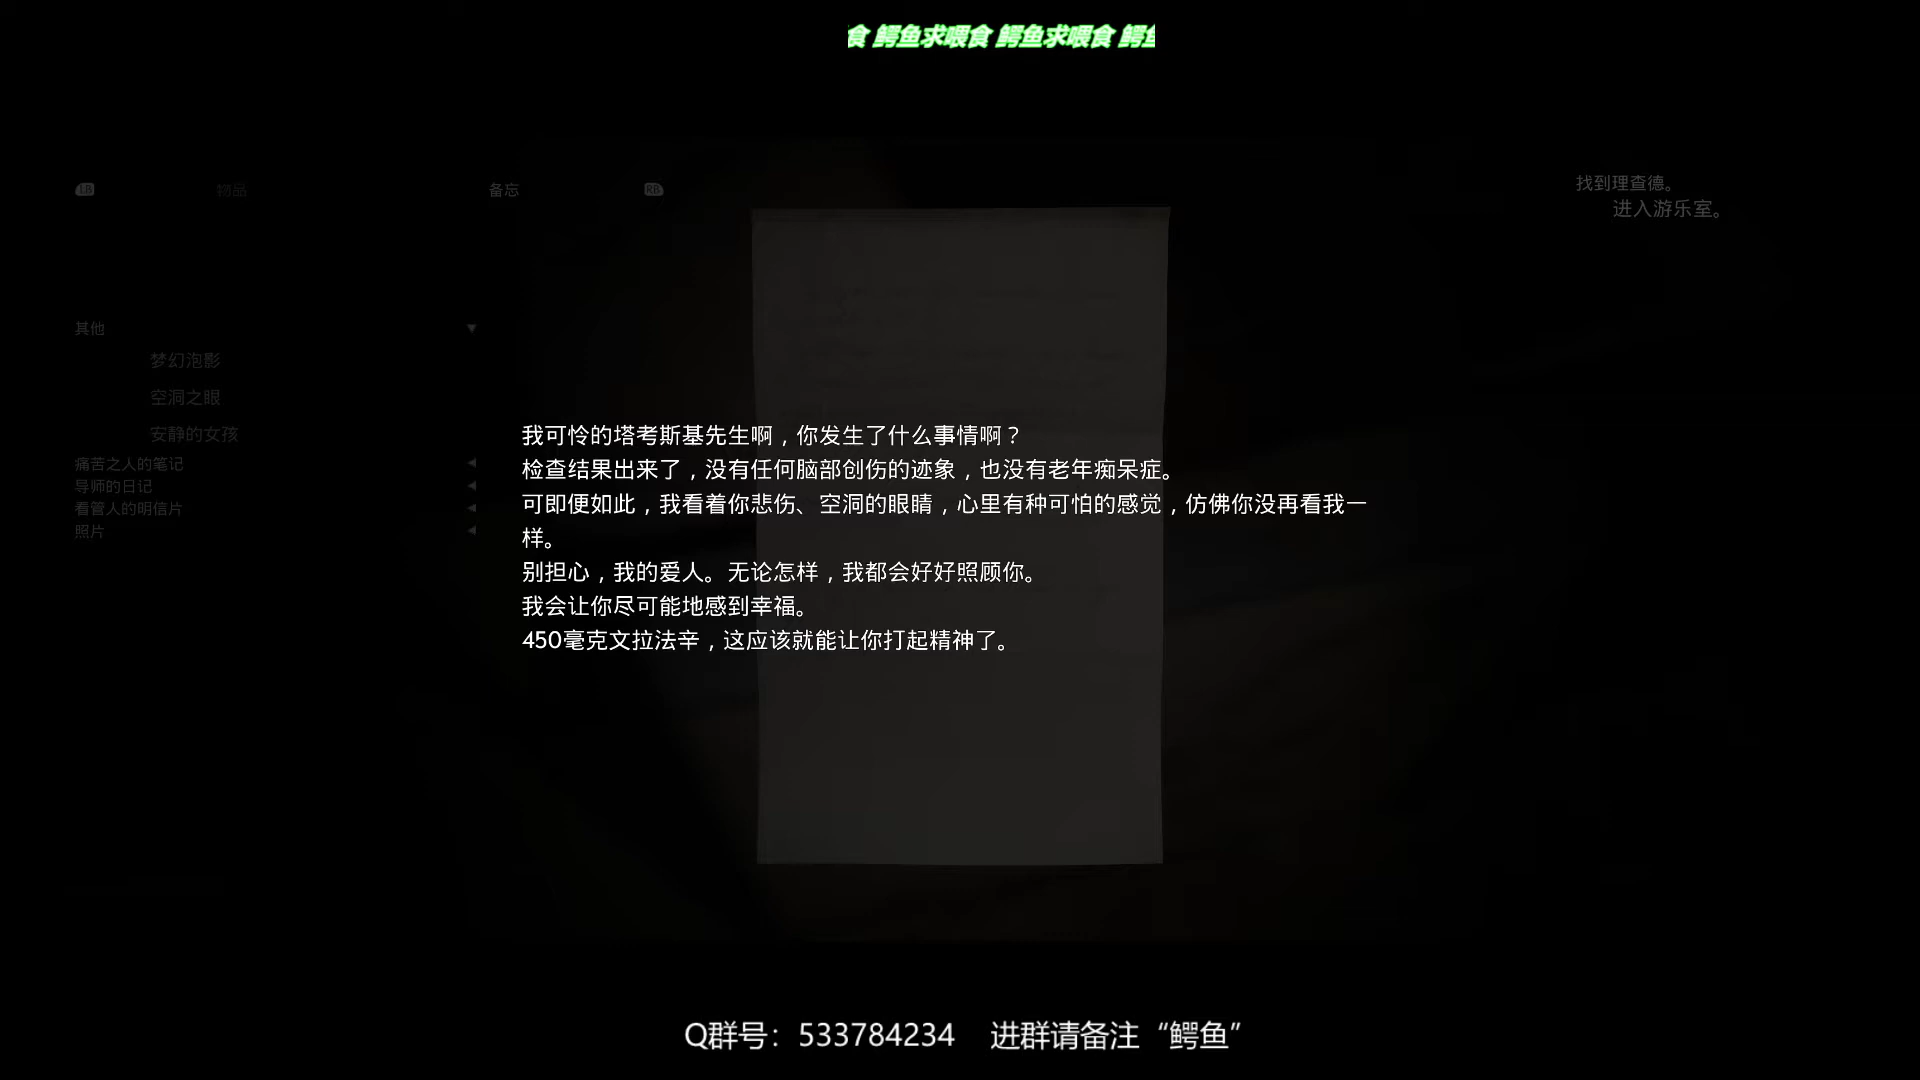 食 鳄鱼求喂食 鳄鱼求喂食 鳄鱼
LB 物品 备忘 RB
找到理查德。
进入游乐室。
其他
梦幻泡影
空洞之眼
安静的女孩
痛苦之人的笔记
导师的日记
看管人的明信片
照片
我可怜的塔考斯基先生啊，你发生了什么事情啊？
检查结果出来了，没有任何脑部创伤的迹象，也没有老年痴呆症。
可即便如此，我看着你悲伤、空洞的眼睛，心里有种可怕的感觉，仿佛你没再看我一
样。
别担心，我的爱人。无论怎样，我都会好好照顾你。
我会让你尽可能地感到幸福。
450毫克文拉法辛，这应该就能让你打起精神了。
Q群号：533784234 进群请备注“鳄鱼”